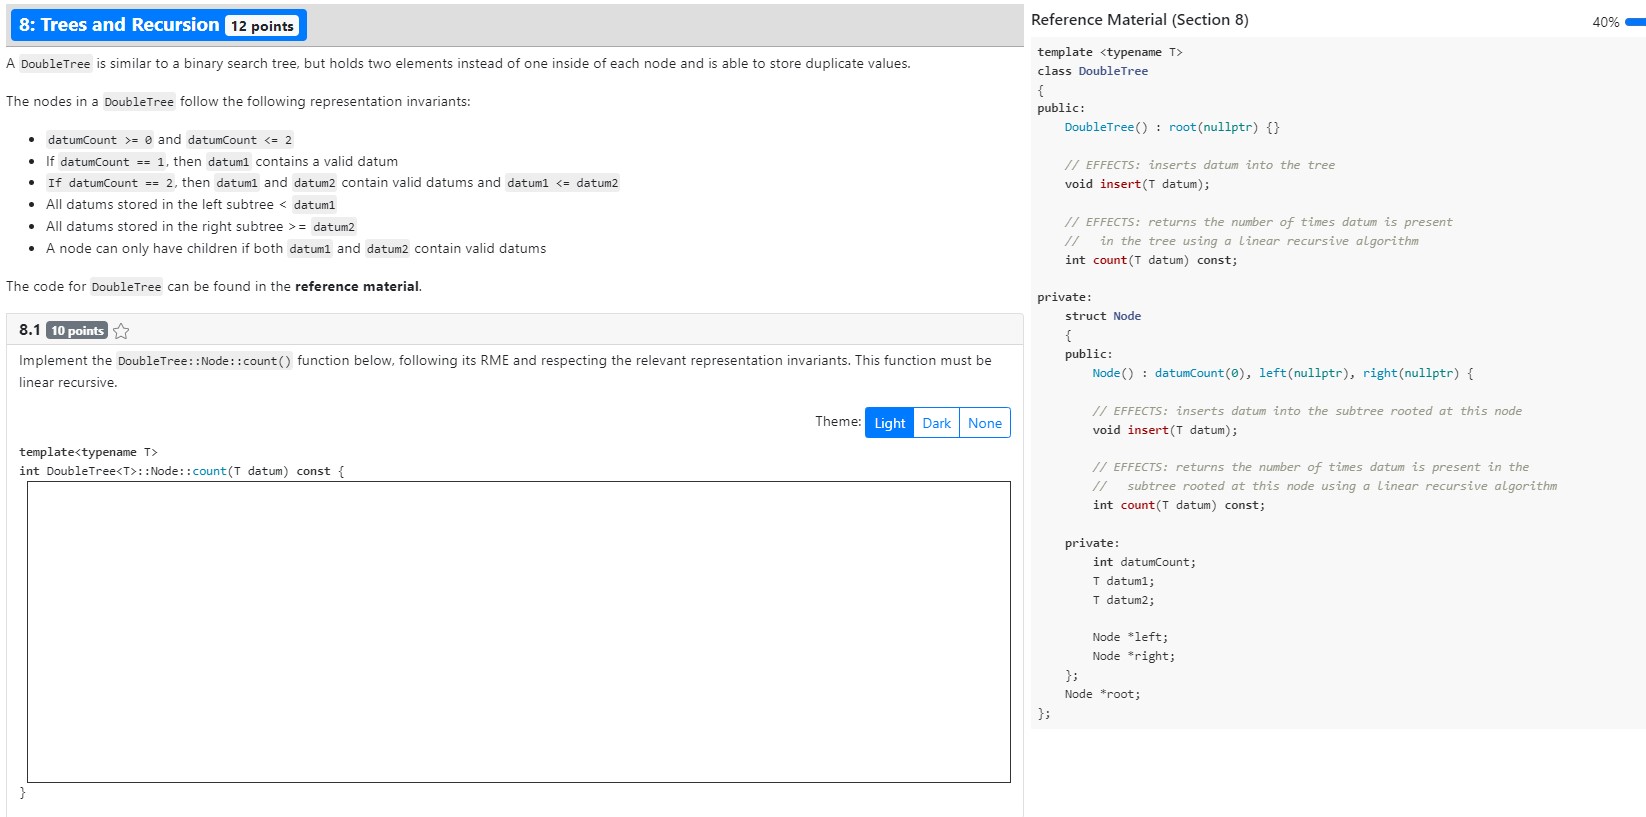 8: Trees and Recursion 12 points
A DoubleTree is similar to a binary search tree, but holds two elements instead of one inside of each node and is able to store duplicate values.
The nodes in a DoubleTree follow the following representation invariants:
• datumCount >= 0 and datumCount <= 2
• If datumCount == 1, then datum1 contains a valid datum
• If datumCount == 2, then datum1 and datum2 contain valid datums and datum1 <= datum2
• All datums stored in the left subtree < datum1
• All datums stored in the right subtree >= datum2
• A node can only have children if both datum1 and datum2 contain valid datums
The code for DoubleTree can be found in the reference material.
8.1 10 points
Implement the DoubleTree::Node::count() function below, following its RME and respecting the relevant representation invariants. This function must be
linear recursive.
Theme: Light Dark None
template<typename T>
int DoubleTree<T>::Node::count(T datum) const {
}
Reference Material (Section 8)
40%
template <typename T>
class DoubleTree
{
public:
    DoubleTree() : root(nullptr) {}
    // EFFECTS: inserts datum into the tree
    void insert(T datum);
    // EFFECTS: returns the number of times datum is present
    //   in the tree using a linear recursive algorithm
    int count(T datum) const;
private:
    struct Node
    {
    public:
        Node() : datumCount(0), left(nullptr), right(nullptr) {
        // EFFECTS: inserts datum into the subtree rooted at this node
        void insert(T datum);
        // EFFECTS: returns the number of times datum is present in the
        //   subtree rooted at this node using a linear recursive algorithm
        int count(T datum) const;
    private:
        int datumCount;
        T datum1;
        T datum2;
        Node *left;
        Node *right;
    };
    Node *root;
};